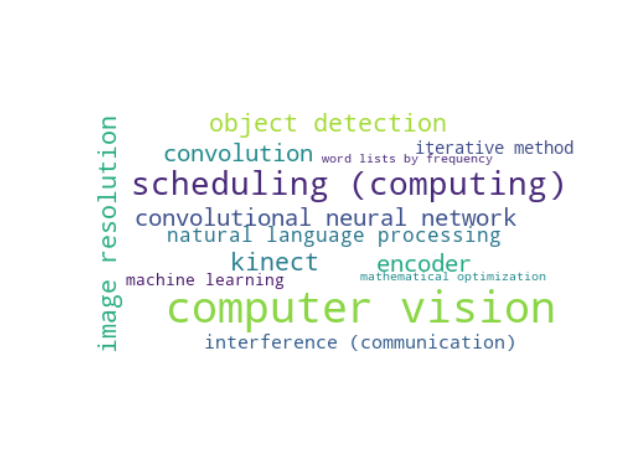 object detection
iterative method
convolution
word lists by frequency
scheduling (computing)
convolutional neural network
natural language processing
kinect
encoder
machine learning
mathematical optimization
computer vision
interference (communication)
image resolution